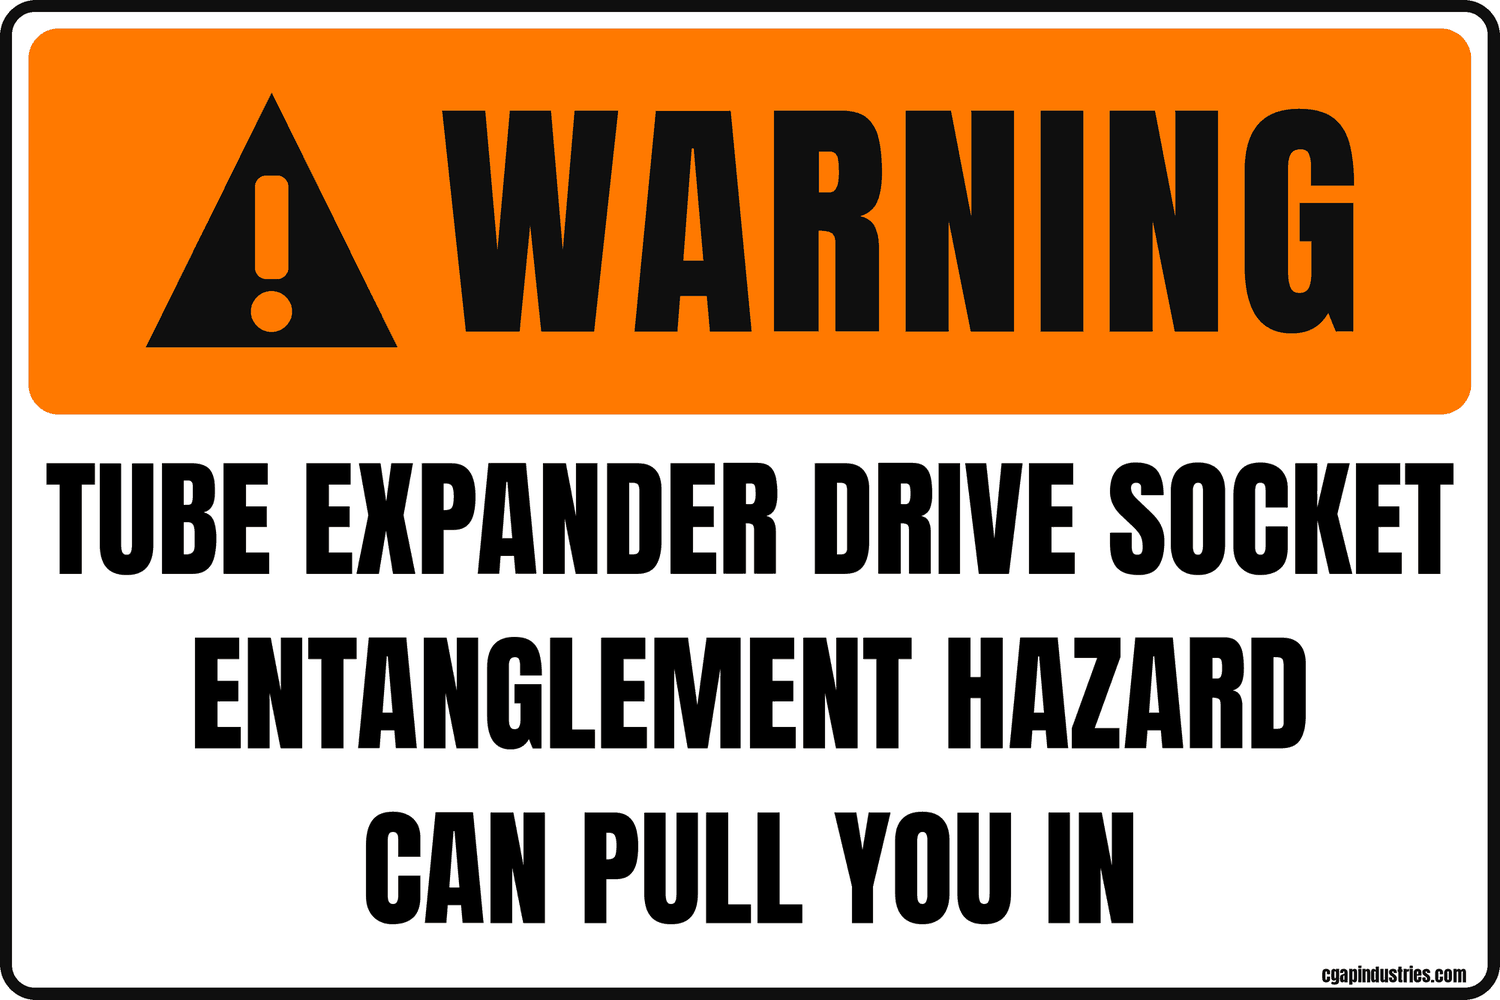 WARNING
TUBE EXPANDER DRIVE SOCKET
ENTANGLEMENT HAZARD
CAN PULL YOU IN
cgapindustries.com